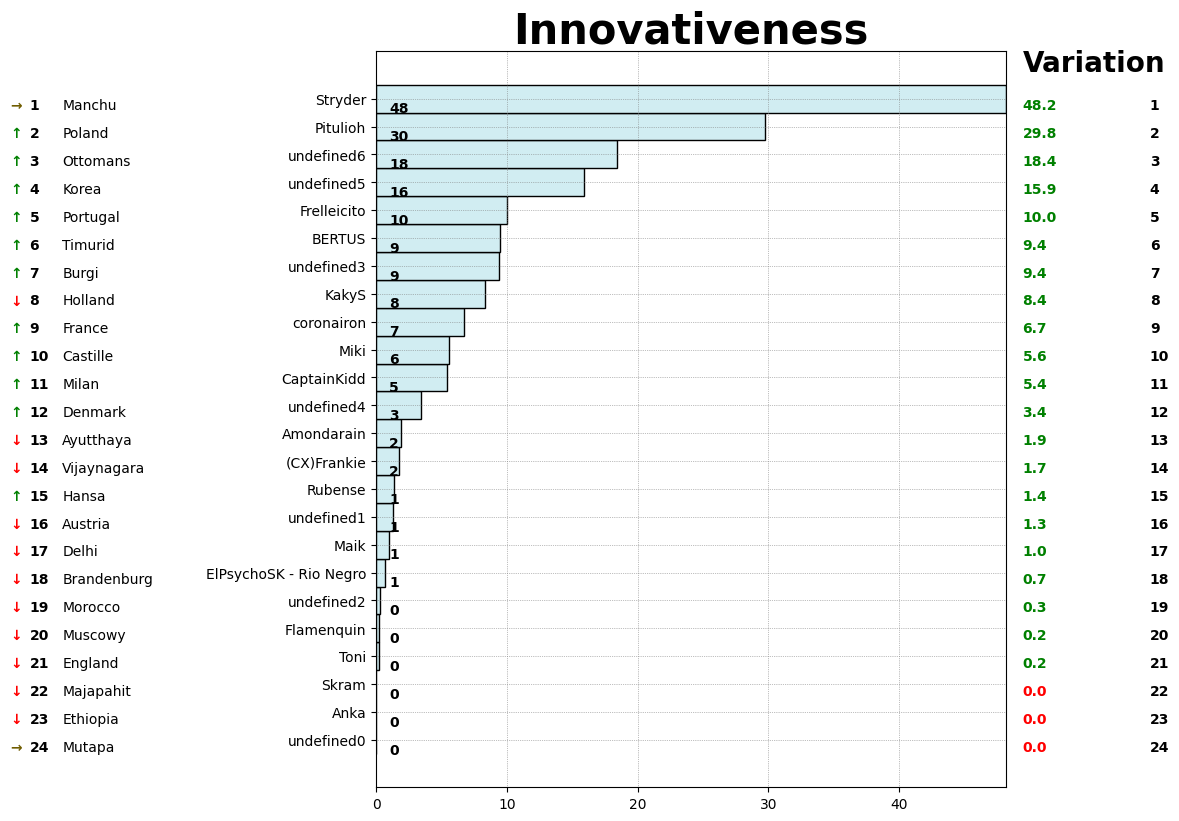 Innovativeness
Variation
→ 1 Manchu Stryder 48 48.2 1
↑ 2 Poland Pitulioh 30 29.8 2
↑ 3 Ottomans undefined6 18 18.4 3
↑ 4 Korea undefined5 16 15.9 4
↑ 5 Portugal Frelleicito 10 10.0 5
↑ 6 Timurid BERTUS 9 9.4 6
↑ 7 Burgi undefined3 9 9.4 7
↓ 8 Holland KakyS 8 8.4 8
↑ 9 France coronairon 7 6.7 9
↑ 10 Castille Miki 6 5.6 10
↑ 11 Milan CaptainKidd 5 5.4 11
↑ 12 Denmark undefined4 3 3.4 12
↓ 13 Ayutthaya Amondarain 2 1.9 13
↓ 14 Vijaynagara (CX)Frankie 2 1.7 14
↑ 15 Hansa Rubense 1 1.4 15
↓ 16 Austria undefined1 1 1.3 16
↓ 17 Delhi Maik 1 1.0 17
↓ 18 Brandenburg ElPsychoSK - Rio Negro 1 0.7 18
↓ 19 Morocco undefined2 0 0.3 19
↓ 20 Muscowy Flamenquin 0 0.2 20
↓ 21 England Toni 0 0.2 21
↓ 22 Majapahit Skram 0 0.0 22
↓ 23 Ethiopia Anka 0 0.0 23
→ 24 Mutapa undefined0 0 0.0 24
0 10 20 30 40